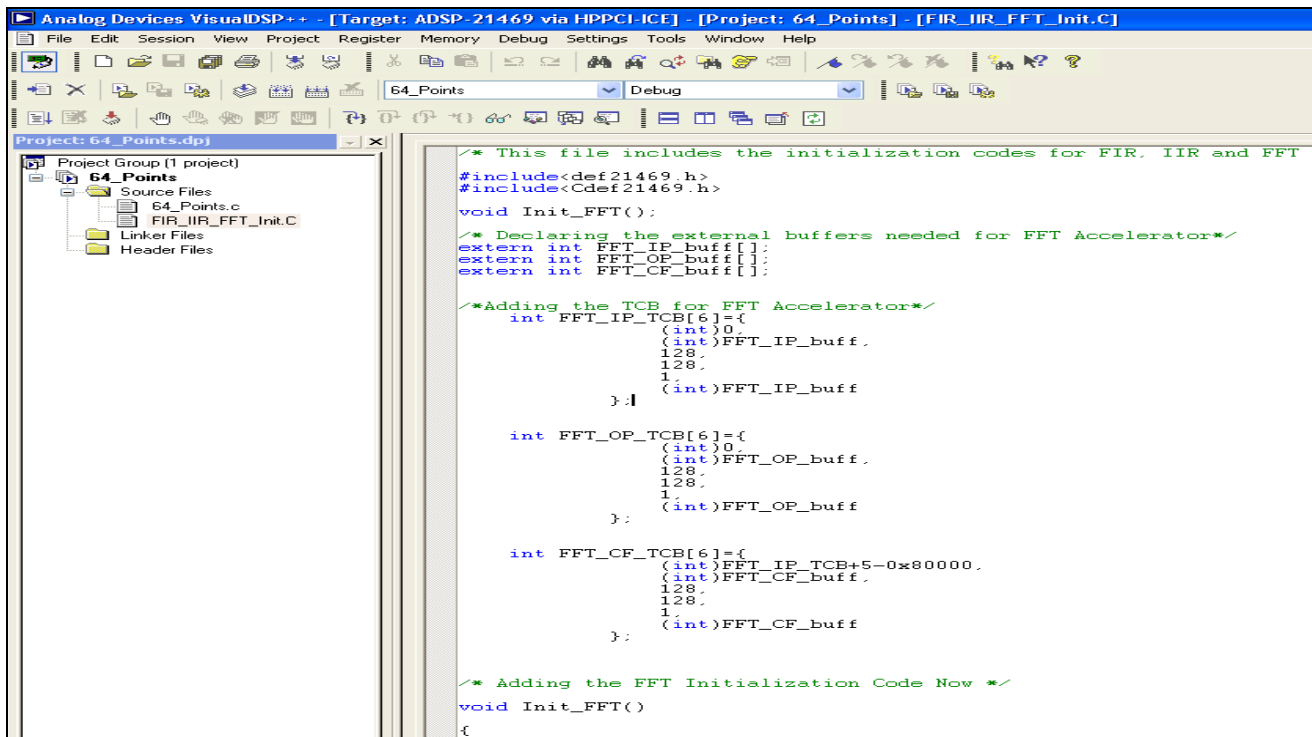 Analog Devices VisualDSP++ - [Target: ADSP-21469 via HPPCI-ICE] - [Project: 64_Points] - [FIR_IIR_FFT_Init.C]
File Edit Session View Project Register Memory Debug Settings Tools Window Help
64_Points Debug
Project: 64_Points.dpj
Project Group (1 project)
64_Points
Source Files
64_Points.c
FIR_IIR_FFT_Init.C
Linker Files
Header Files
/* This file includes the initialization codes for FIR, IIR and FFT
#include<def21469.h>
#include<Cdef21469.h>
void Init_FFT();
/* Declaring the external buffers needed for FFT Accelerator*/
extern int FFT_IP_buff[];
extern int FFT_OP_buff[];
extern int FFT_CF_buff[];
/*Adding the TCB for FFT Accelerator*/
int FFT_IP_TCB[6]={
(int)0,
(int)FFT_IP_buff,
128,
128,
1,
(int)FFT_IP_buff
};
int FFT_OP_TCB[6]={
(int)0,
(int)FFT_OP_buff,
128,
128,
1,
(int)FFT_OP_buff
};
int FFT_CF_TCB[6]={
(int)FFT_IP_TCB+5-0x80000,
(int)FFT_CF_buff,
128,
128,
1,
(int)FFT_CF_buff
};
/* Adding the FFT Initialization Code Now */
void Init_FFT()
{